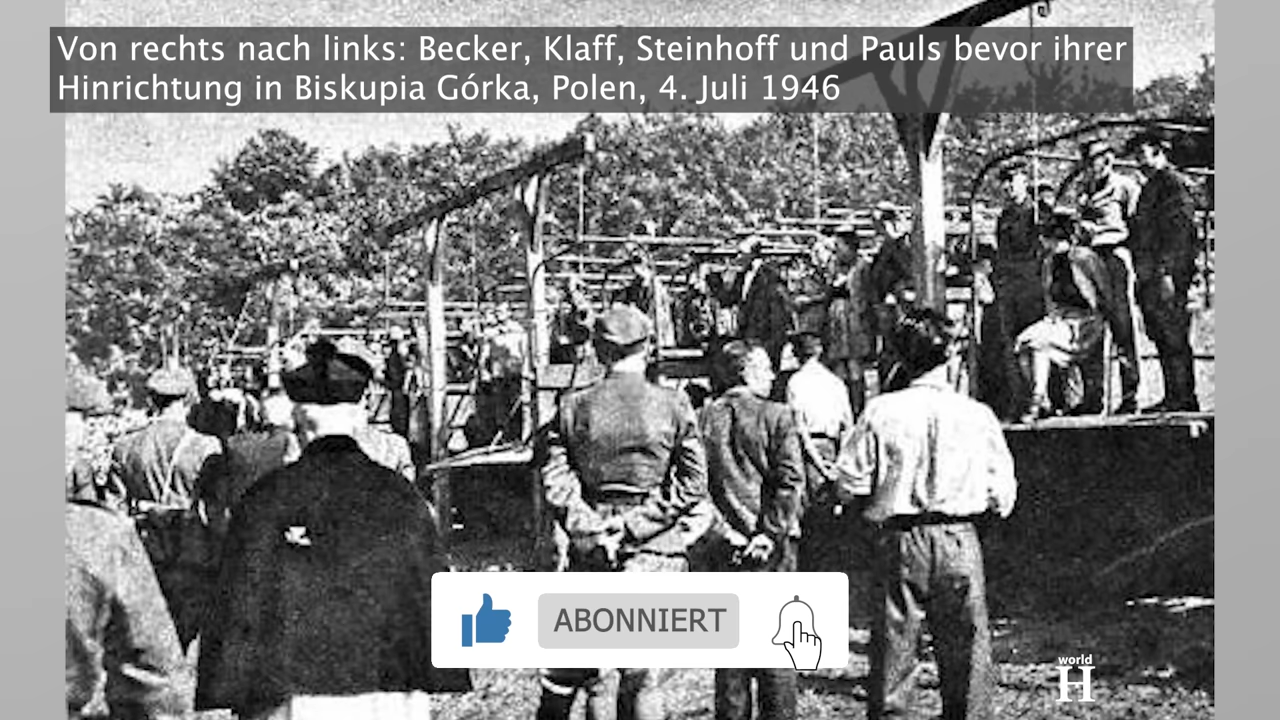 Von rechts nach links: Becker, Klaff, Steinhoff und Pauls bevor ihrer
Hinrichtung in Biskupia Górka, Polen, 4. Juli 1946
ABONNIERT
world
H